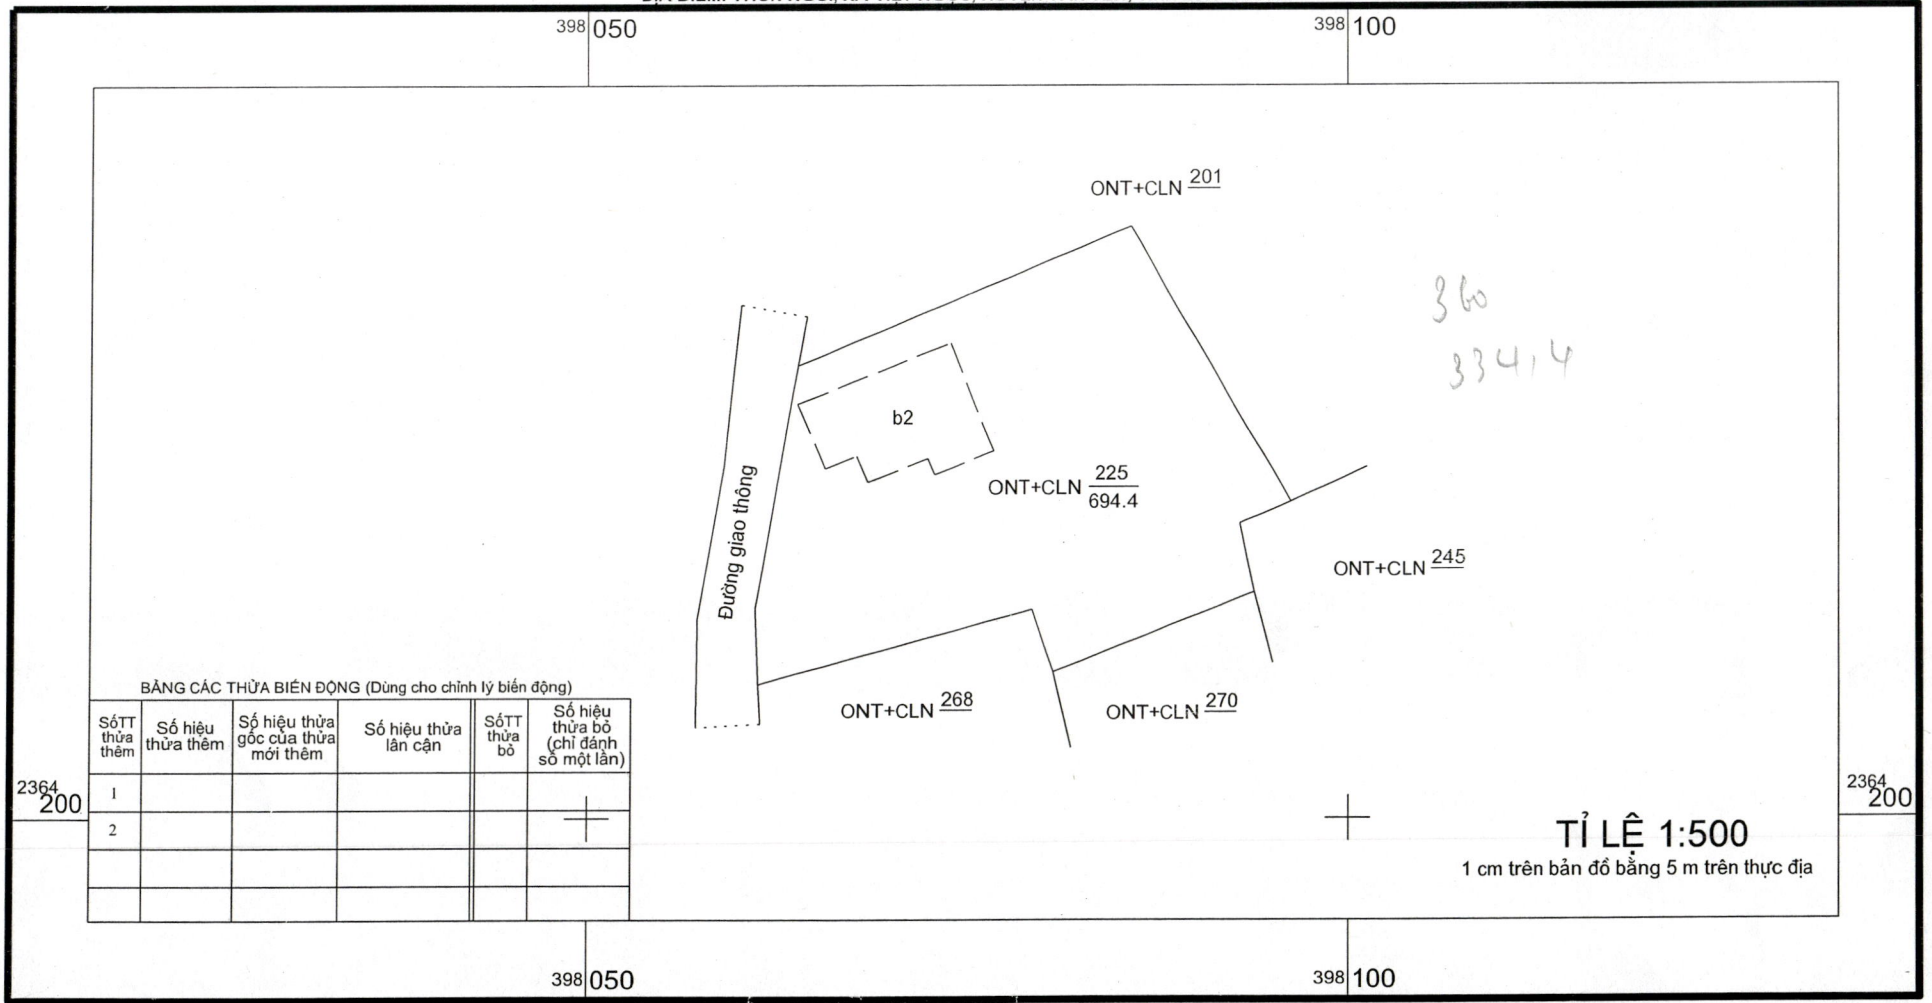 398 050
398 100
ONT+CLN 201
360
334,4
b2
ONT+CLN 225
694.4
Đường giao thông
ONT+CLN 245
ONT+CLN 268
ONT+CLN 270
BẢNG CÁC THỬA BIẾN ĐỘNG (Dùng cho chỉnh lý biến động)
SốTT thửa thêm
Số hiệu thửa thêm
Số hiệu thửa gốc của thửa mới thêm
Số hiệu thửa lân cận
SốTT thửa bỏ
Số hiệu thửa bỏ (chỉ đánh số một lần)
1
2
2364 200
2364 200
TỈ LỆ 1:500
1 cm trên bản đồ bằng 5 m trên thực địa
398 050
398 100